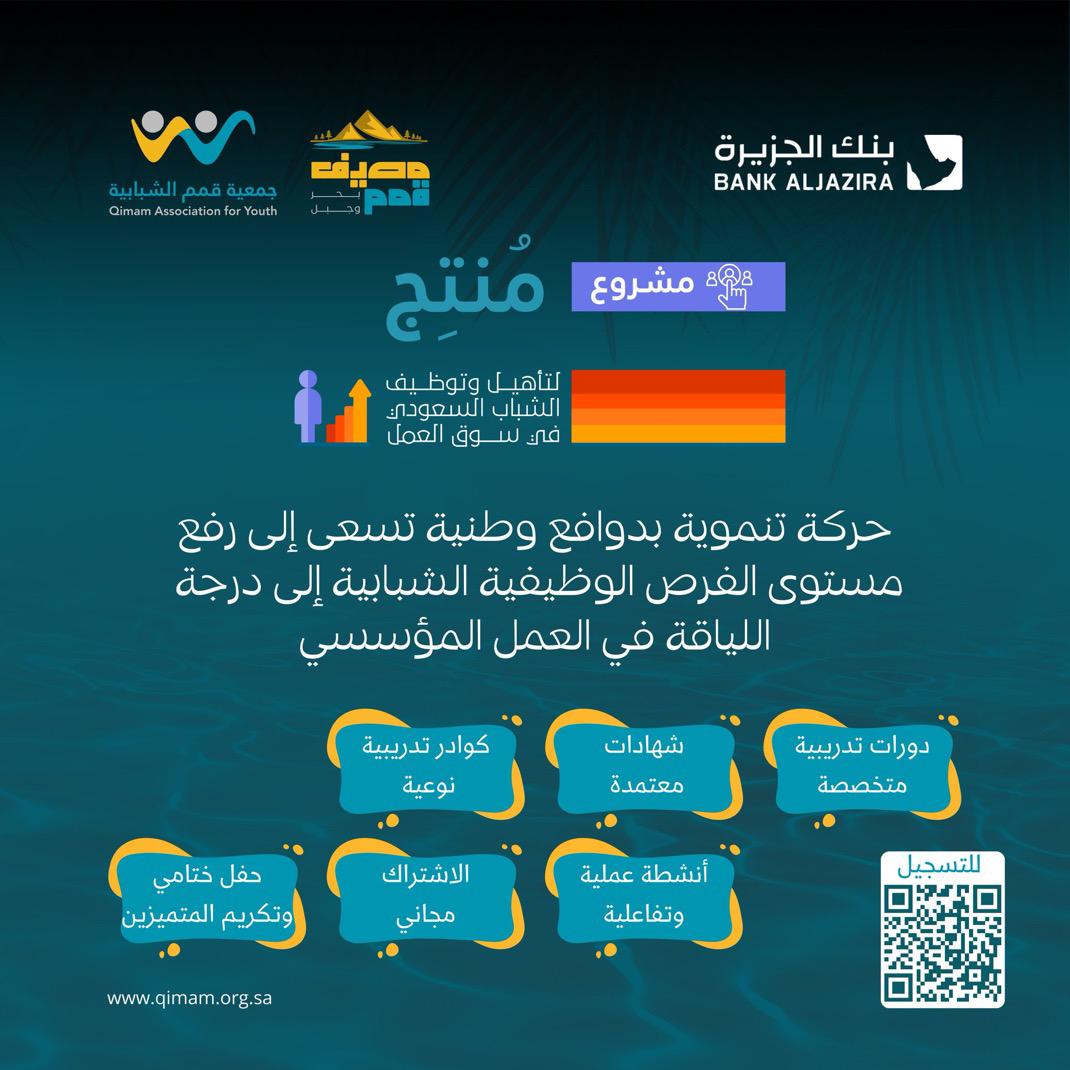 بنك الجزيرة
BANK ALJAZIRA
مصيف
قمم
بحر
وجبل
جمعية قمم الشبابية
Qimam Association for Youth
مشروع
مُنتِج
لتأهيل وتوظيف
الشباب السعودي
في سوق العمل
حركة تنموية بدوافع وطنية تسعى إلى رفع
مستوى الفرص الوظيفية الشبابية إلى درجة
اللياقة في العمل المؤسسي
دورات تدريبية
متخصصة
شهادات
معتمدة
كوادر تدريبية
نوعية
أنشطة عملية
وتفاعلية
الاشتراك
مجاني
حفل ختامي
وتكريم المتميزين
للتسجيل
www.qimam.org.sa